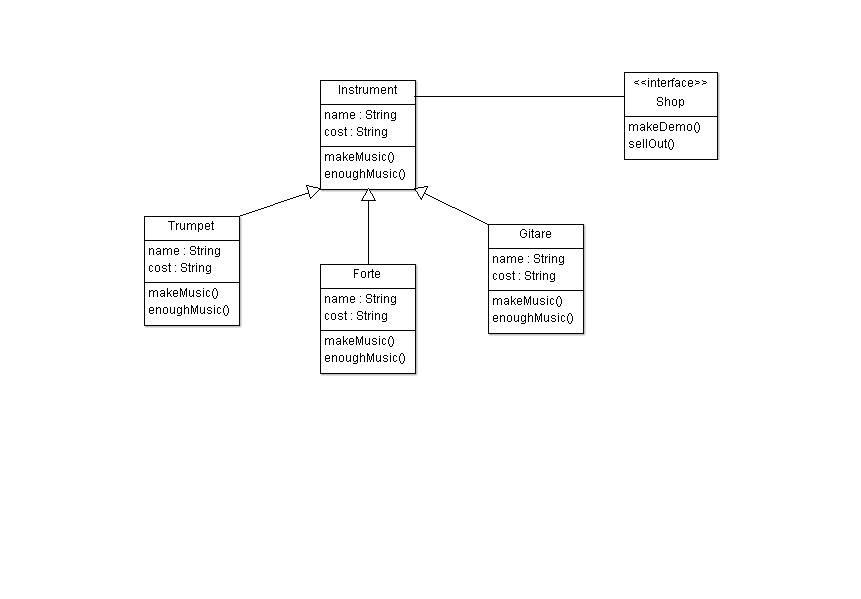 Instrument
name : String
cost : String
makeMusic()
enoughMusic()
<<interface>>
Shop
makeDemo()
sellOut()
Trumpet
name : String
cost : String
makeMusic()
enoughMusic()
Forte
name : String
cost : String
makeMusic()
enoughMusic()
Gitare
name : String
cost : String
makeMusic()
enoughMusic()